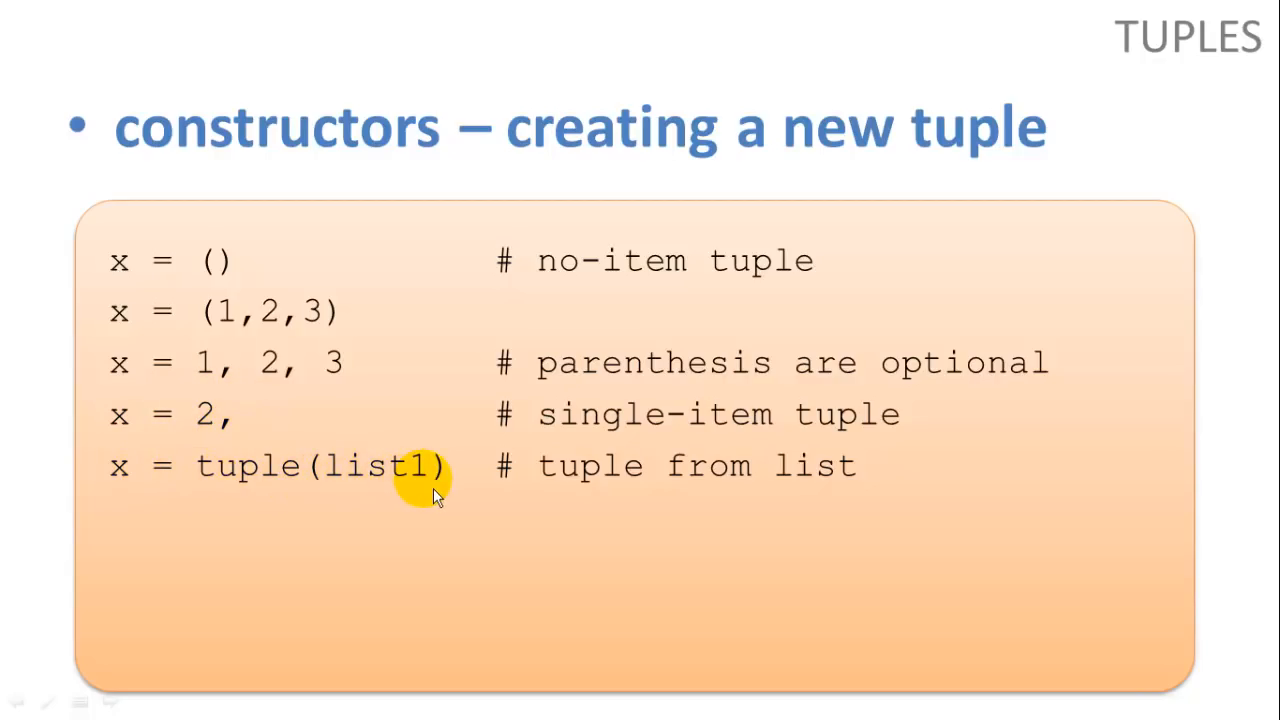 TUPLES
• constructors – creating a new tuple
x = () # no-item tuple
x = (1,2,3)
x = 1, 2, 3 # parenthesis are optional
x = 2, # single-item tuple
x = tuple(list1) # tuple from list